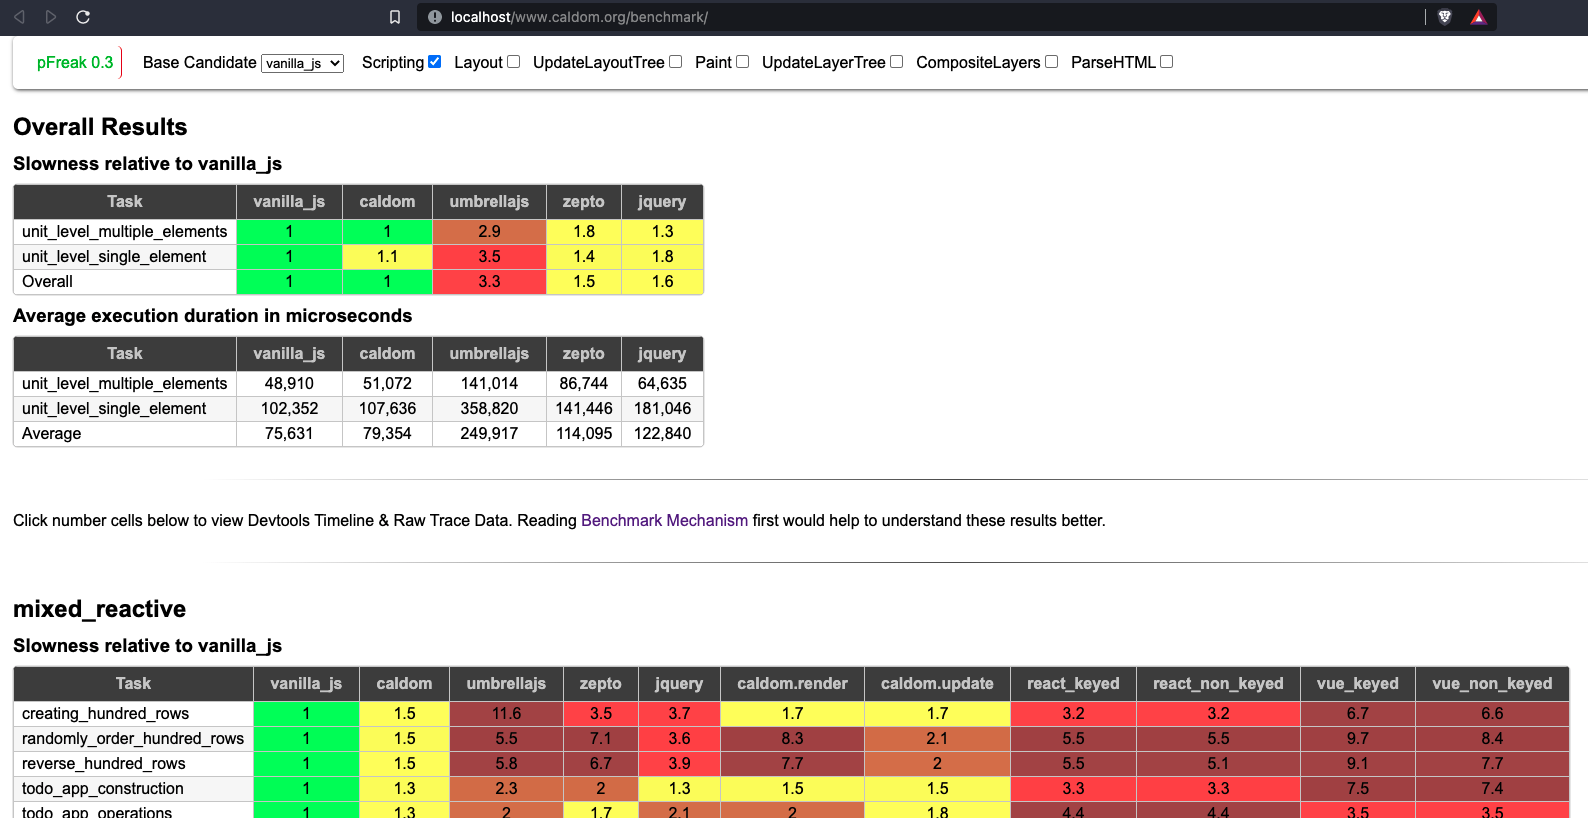 localhost/www.caldom.org/benchmark/
pFreak 0.3 Base Candidate vanilla_js Scripting Layout UpdateLayoutTree Paint UpdateLayerTree CompositeLayers ParseHTML
Overall Results
Slowness relative to vanilla_js
Task vanilla_js caldom umbrellajs zepto jquery
unit_level_multiple_elements 1 1 2.9 1.8 1.3
unit_level_single_element 1 1.1 3.5 1.4 1.8
Overall 1 1 3.3 1.5 1.6
Average execution duration in microseconds
Task vanilla_js caldom umbrellajs zepto jquery
unit_level_multiple_elements 48,910 51,072 141,014 86,744 64,635
unit_level_single_element 102,352 107,636 358,820 141,446 181,046
Average 75,631 79,354 249,917 114,095 122,840
Click number cells below to view Devtools Timeline & Raw Trace Data. Reading Benchmark Mechanism first would help to understand these results better.
mixed_reactive
Slowness relative to vanilla_js
Task vanilla_js caldom umbrellajs zepto jquery caldom.render caldom.update react_keyed react_non_keyed vue_keyed vue_non_keyed
creating_hundred_rows 1 1.5 11.6 3.5 3.7 1.7 1.7 3.2 3.2 6.7 6.6
randomly_order_hundred_rows 1 1.5 5.5 7.1 3.6 8.3 2.1 5.5 5.5 9.7 8.4
reverse_hundred_rows 1 1.5 5.8 6.7 3.9 7.7 2 5.5 5.1 9.1 7.7
todo_app_construction 1 1.3 2.3 2 1.3 1.5 1.5 3.3 3.3 7.5 7.4
todo_app_operations 1 1.3 2 1.7 2.1 2 1.8 4.4 4.4 3.5 3.5